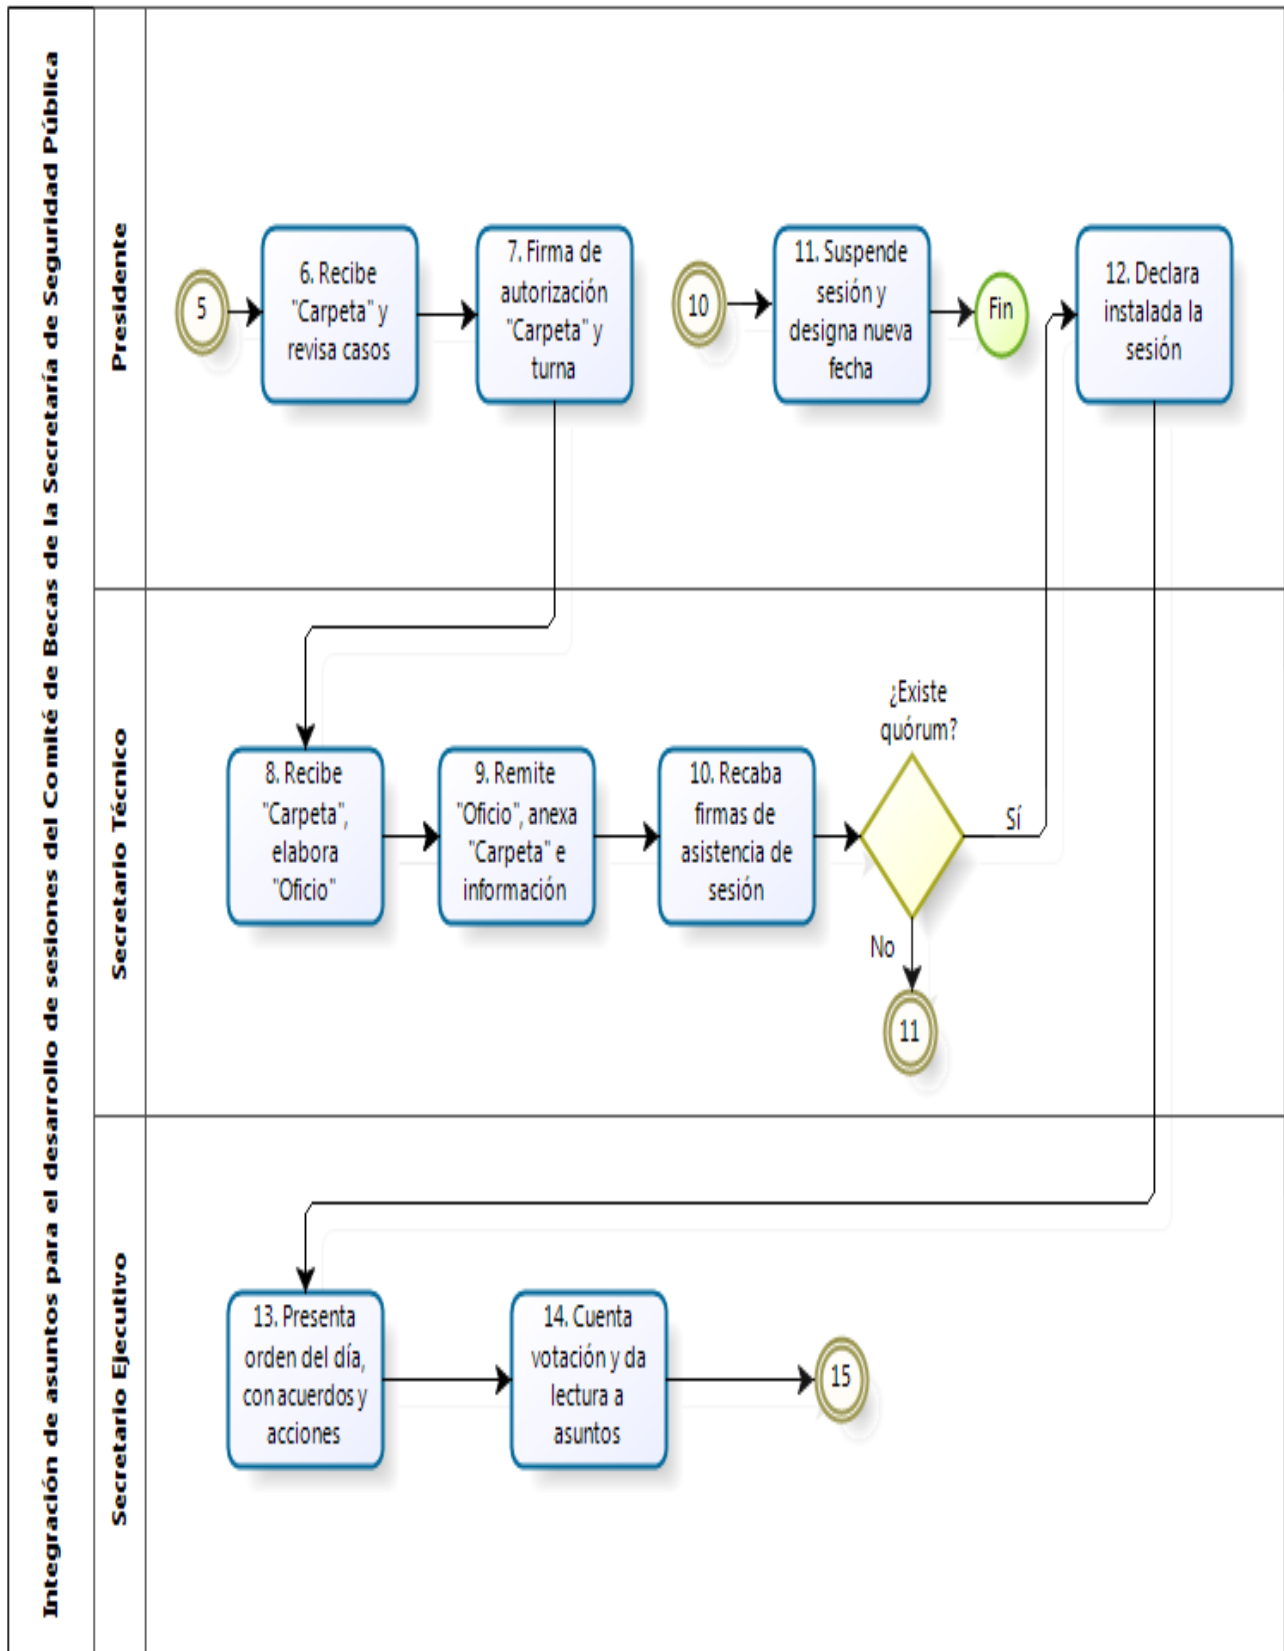 Integración de asuntos para el desarrollo de sesiones del Comité de Becas de la Secretaría de Seguridad Pública
Presidente
5
6. Recibe
"Carpeta" y
revisa casos
7. Firma de
autorización
"Carpeta" y
turna
10
11. Suspende
sesión y
designa nueva
fecha
Fin
12. Declara
instalada la
sesión
Secretario Técnico
8. Recibe
"Carpeta",
elabora
"Oficio"
9. Remite
"Oficio", anexa
"Carpeta" e
información
10. Recaba
firmas de
asistencia de
sesión
¿Existe
quórum?
Sí
No
11
Secretario Ejecutivo
13. Presenta
orden del día,
con acuerdos y
acciones
14. Cuenta
votación y da
lectura a
asuntos
15